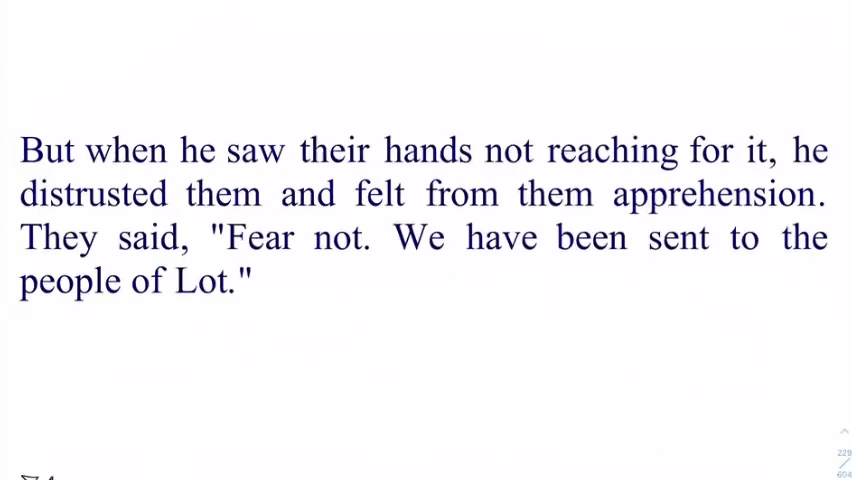 But when he saw their hands not reaching for it, he
distrusted them and felt from them apprehension.
They said, "Fear not. We have been sent to the
people of Lot."
229
/
604